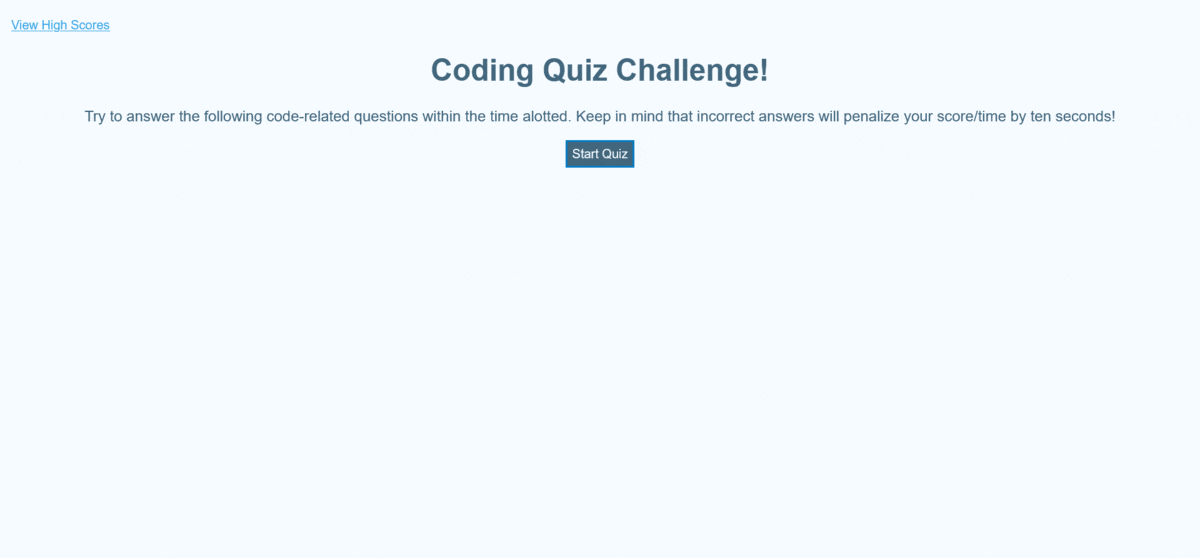 View High Scores
Coding Quiz Challenge!
Try to answer the following code-related questions within the time alotted. Keep in mind that incorrect answers will penalize your score/time by ten seconds!
Start Quiz